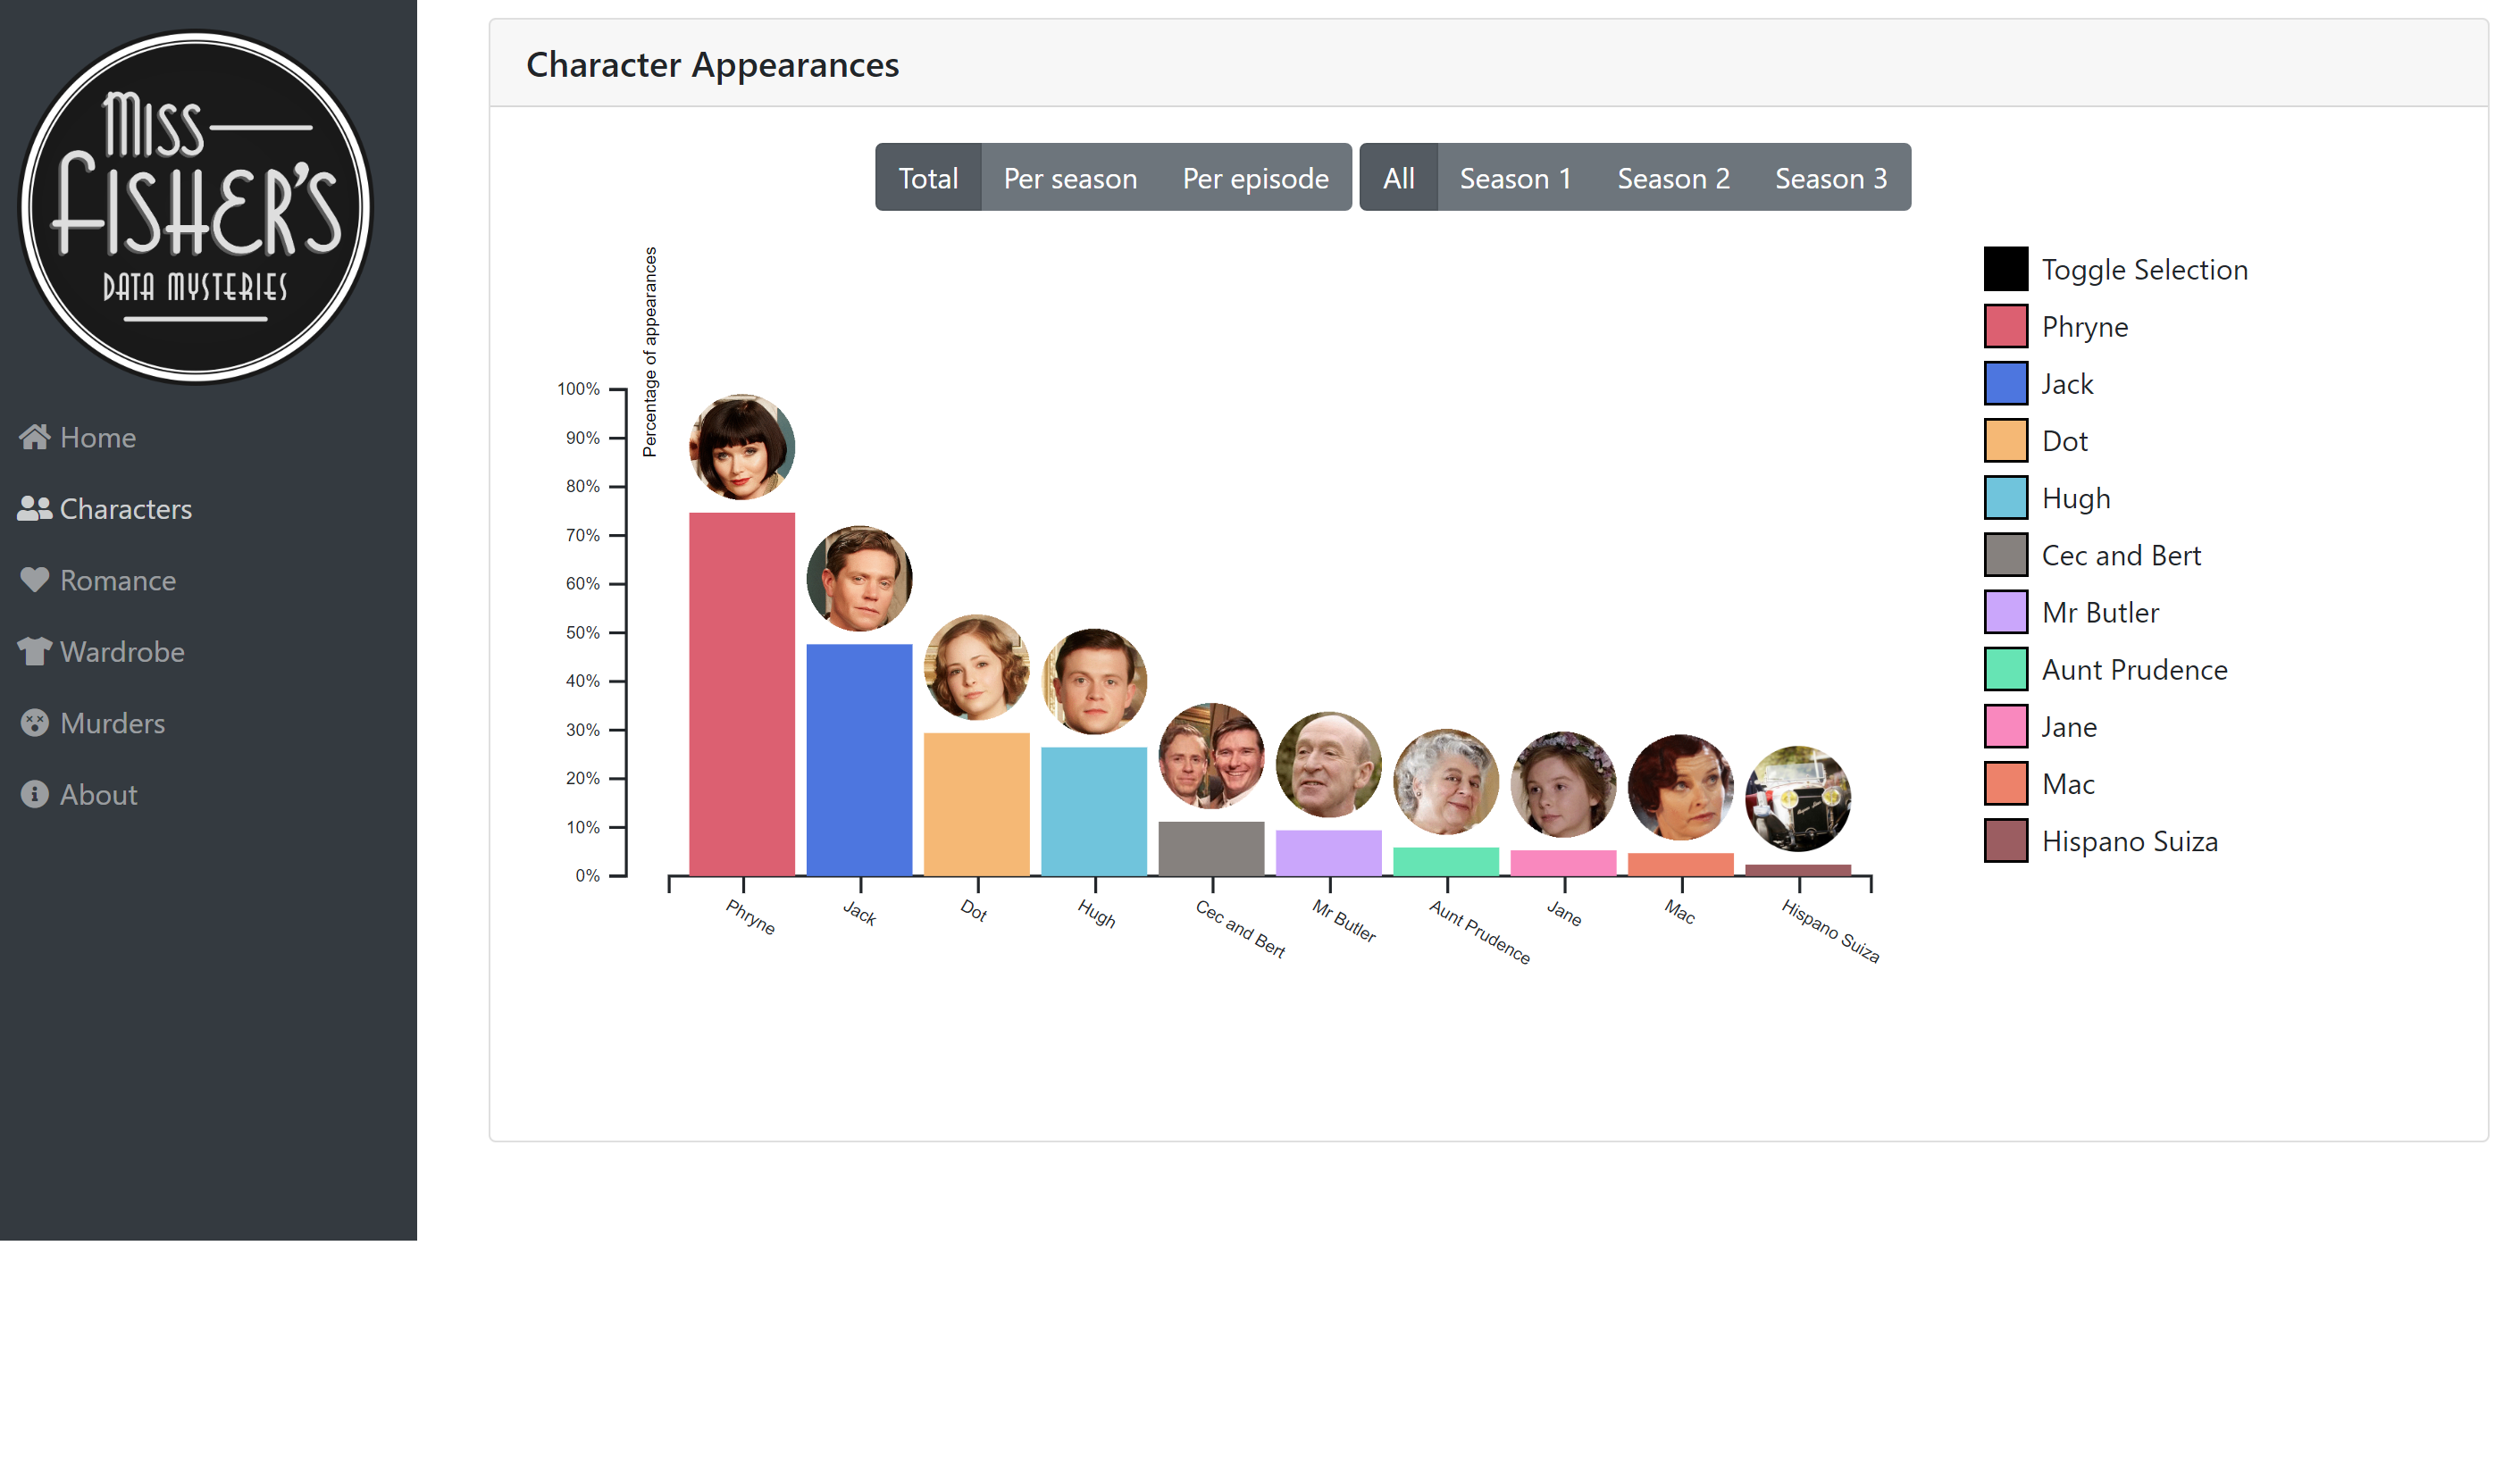 MISS
FISHER'S
DATA MYSTERIES
Home
Characters
Romance
Wardrobe
Murders
About
Character Appearances
Total Per season Per episode All Season 1 Season 2 Season 3
Percentage of appearances
100%
90%
80%
70%
60%
50%
40%
30%
20%
10%
0%
Phryne
Jack
Dot
Hugh
Cec and Bert
Mr Butler
Aunt Prudence
Jane
Mac
Hispano Suiza
Toggle Selection
Phryne
Jack
Dot
Hugh
Cec and Bert
Mr Butler
Aunt Prudence
Jane
Mac
Hispano Suiza